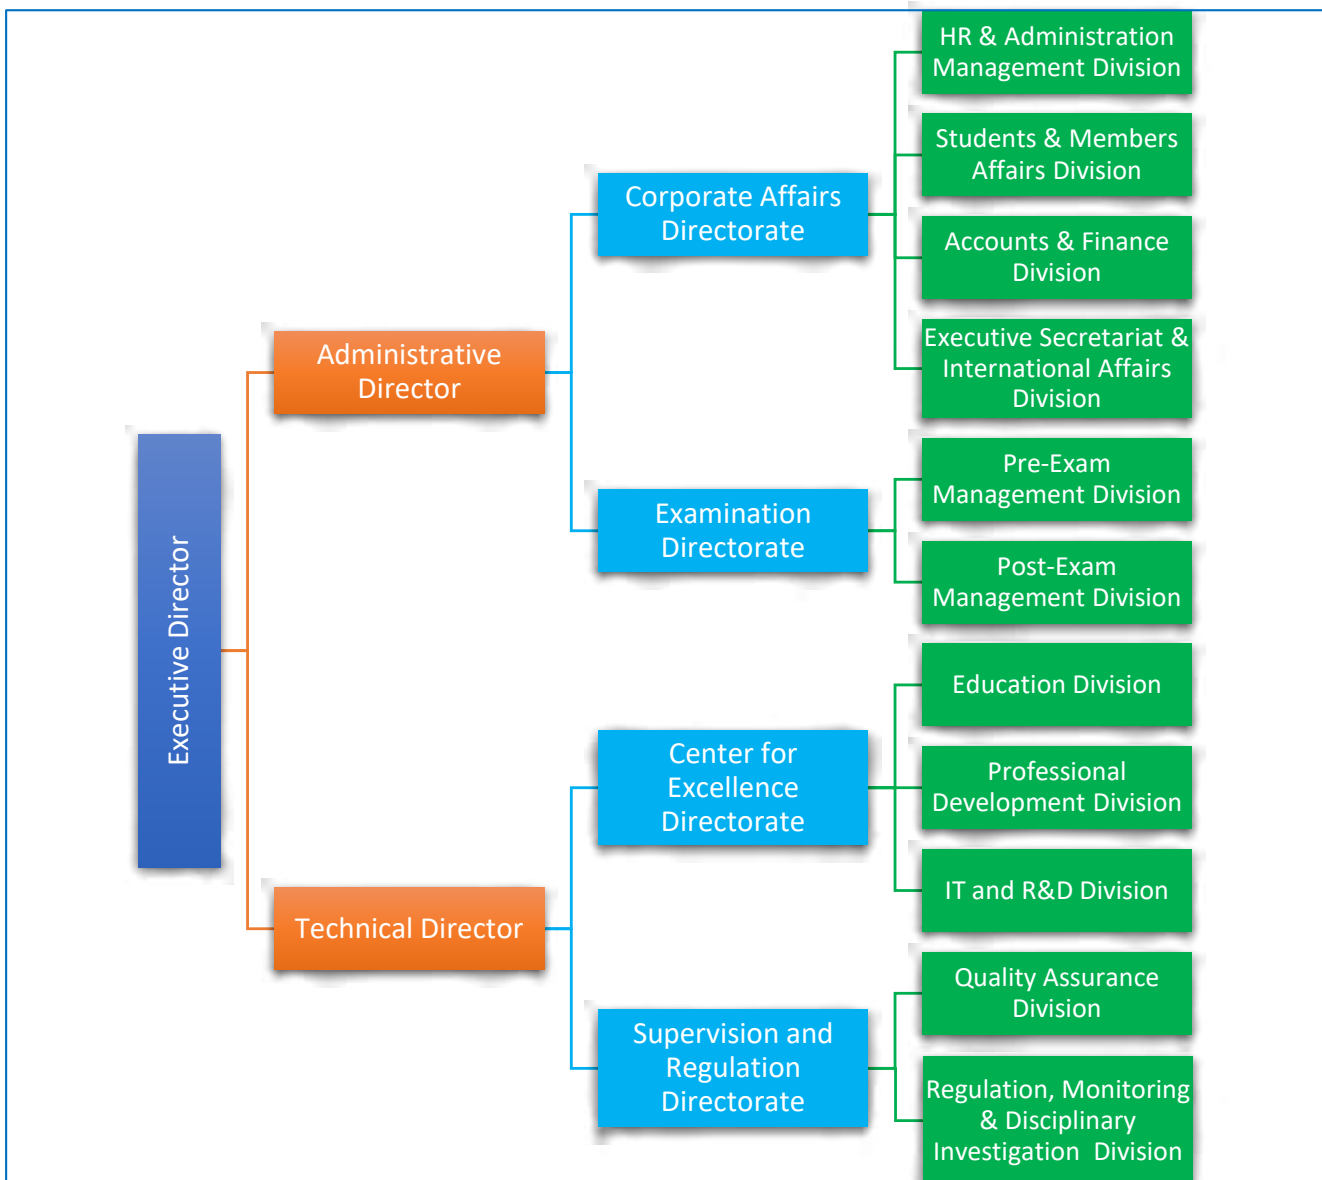 Executive Director
Administrative
Director
Technical Director
Corporate Affairs
Directorate
Examination
Directorate
Center for
Excellence
Directorate
Supervision and
Regulation
Directorate
HR & Administration
Management Division
Students & Members
Affairs Division
Accounts & Finance
Division
Executive Secretariat &
International Affairs
Division
Pre-Exam
Management Division
Post-Exam
Management Division
Education Division
Professional
Development Division
IT and R&D Division
Quality Assurance
Division
Regulation, Monitoring
& Disciplinary
Investigation Division